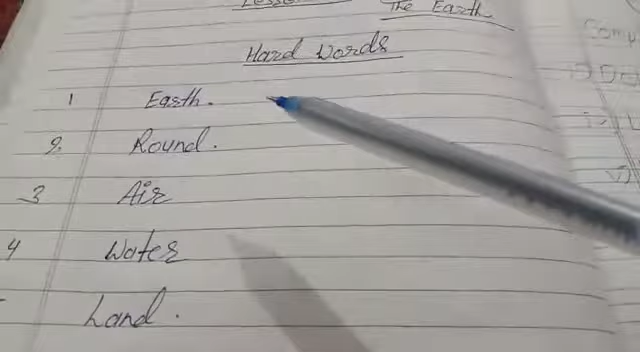 The Earth
Hard Words
1 Earth.
2. Round.
3 Air
4 Water
Land.